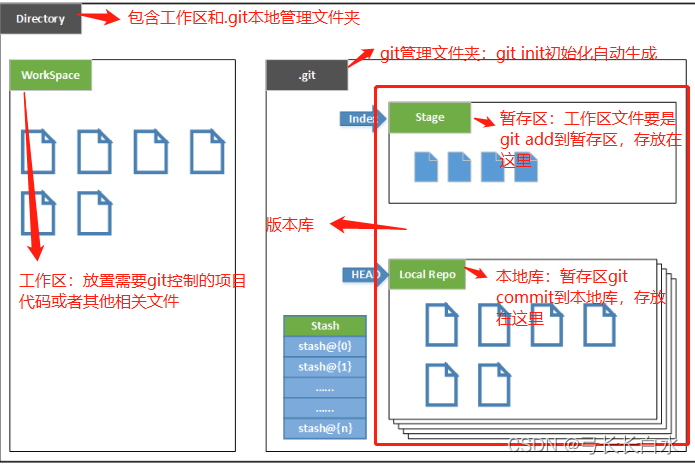 Directory
包含工作区和.git本地管理文件夹
git管理文件夹：git init初始化自动生成
WorkSpace
.git
Index
Stage
暂存区：工作区文件要是
git add到暂存区，存放在
这里
版本库
HEAD
Local Repo
本地库：暂存区git
commit到本地库，存放
在这里
工作区：放置需要git控制的项目
代码或者其他相关文件
Stash
stash@{0}
stash@{1}
……
……
stash@{n}
CSDN @弓长长白水